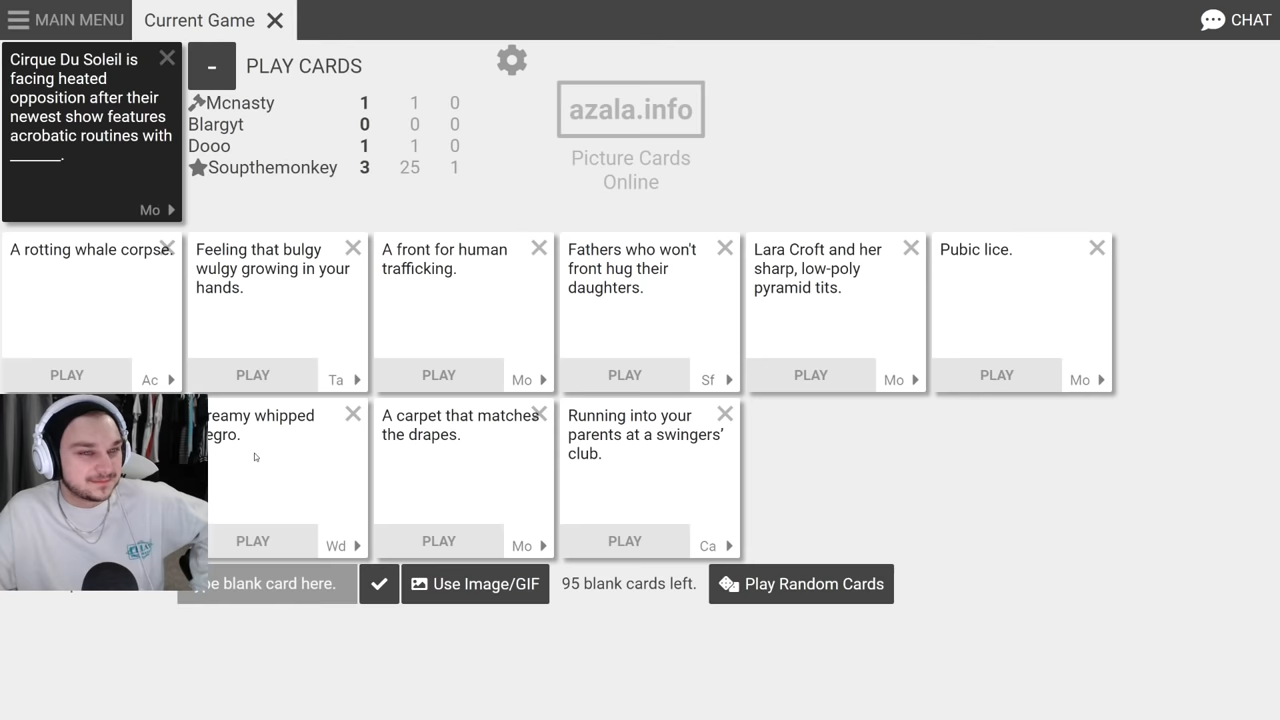 MAIN MENU
Current Game
CHAT
Cirque Du Soleil is
facing heated
opposition after their
newest show features
acrobatic routines with
______.
Mo
-
PLAY CARDS
Mcnasty 1 1 0
Blargyt 0 0 0
Dooo 1 1 0
Soupthemonkey 3 25 1
azala.info
Picture Cards
Online
A rotting whale corpse.
PLAY
Ac
Feeling that bulgy
wulgy growing in your
hands.
PLAY
Ta
A front for human
trafficking.
PLAY
Mo
Fathers who won't
front hug their
daughters.
PLAY
Sf
Lara Croft and her
sharp, low-poly
pyramid tits.
PLAY
Mo
Pubic lice.
PLAY
Mo
reamy whipped
egro.
PLAY
Wd
A carpet that matches
the drapes.
PLAY
Mo
Running into your
parents at a swingers’
club.
PLAY
Ca
pe blank card here.
Use Image/GIF
95 blank cards left.
Play Random Cards